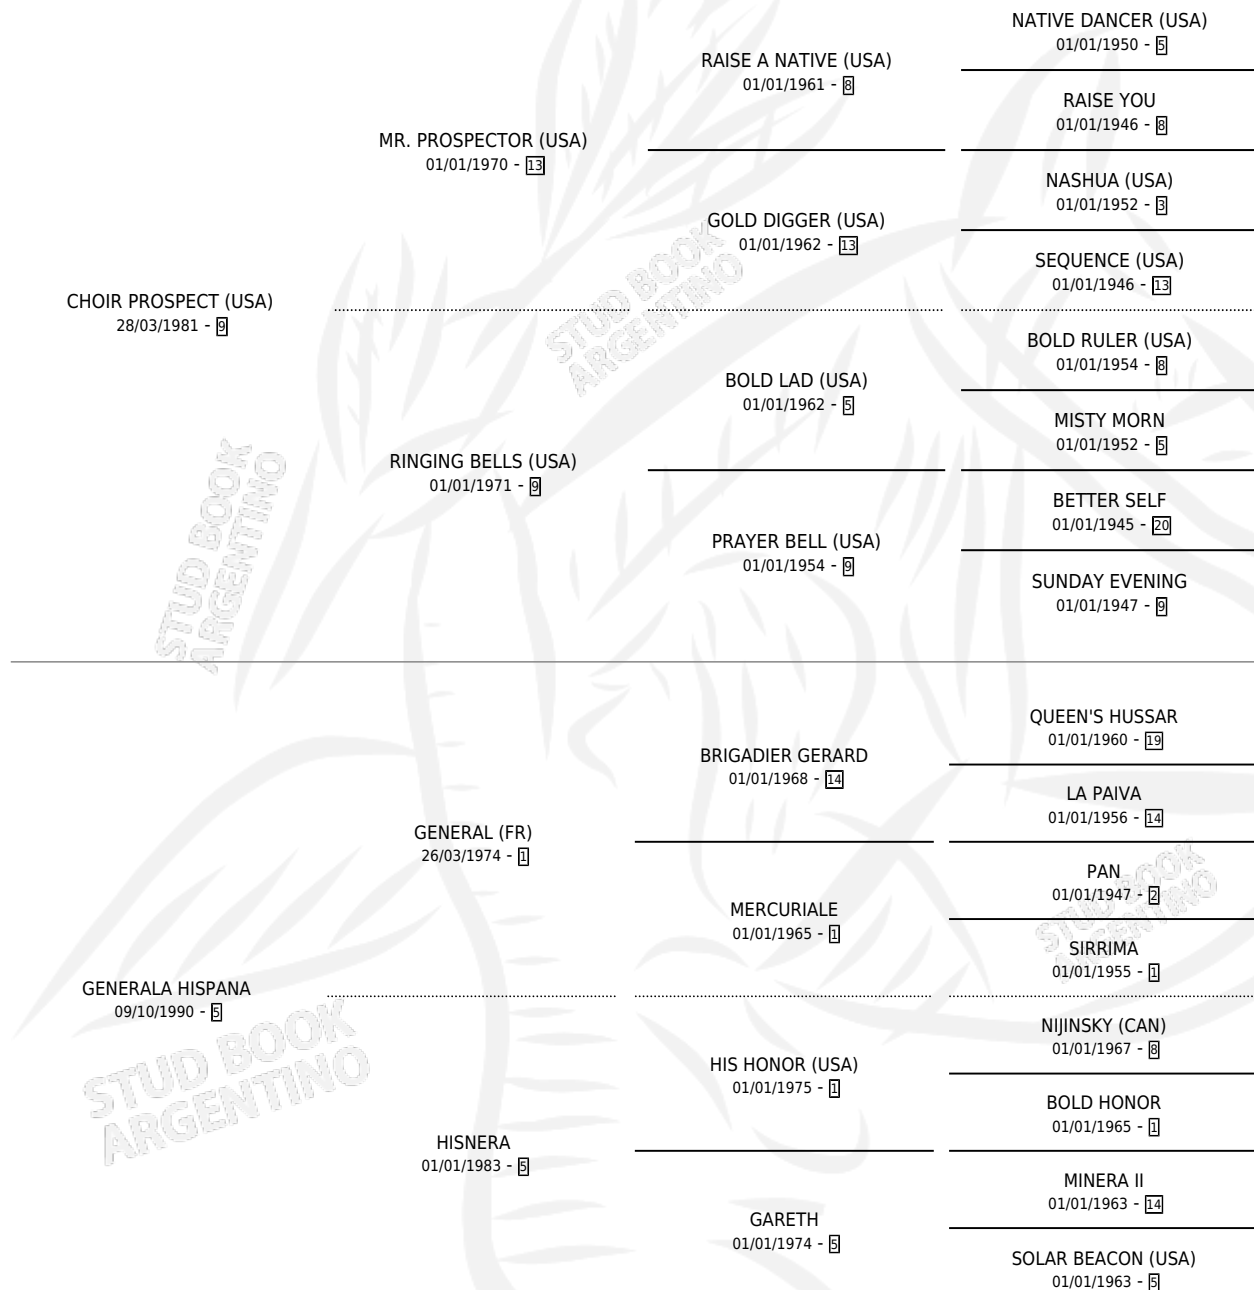 NATIVE DANCER (USA)
01/01/1950 - 5
RAISE A NATIVE (USA)
01/01/1961 - 8
RAISE YOU
01/01/1946 - 8
MR. PROSPECTOR (USA)
01/01/1970 - 13
NASHUA (USA)
01/01/1952 - 3
GOLD DIGGER (USA)
01/01/1962 - 13
SEQUENCE (USA)
01/01/1946 - 13
CHOIR PROSPECT (USA)
28/03/1981 - 9
BOLD RULER (USA)
01/01/1954 - 8
BOLD LAD (USA)
01/01/1962 - 5
MISTY MORN
01/01/1952 - 5
RINGING BELLS (USA)
01/01/1971 - 9
BETTER SELF
01/01/1945 - 20
PRAYER BELL (USA)
01/01/1954 - 9
SUNDAY EVENING
01/01/1947 - 9
QUEEN'S HUSSAR
01/01/1960 - 19
BRIGADIER GERARD
01/01/1968 - 14
LA PAIVA
01/01/1956 - 14
GENERAL (FR)
26/03/1974 - 1
PAN
01/01/1947 - 2
MERCURIALE
01/01/1965 - 1
SIRRIMA
01/01/1955 - 1
GENERALA HISPANA
09/10/1990 - 5
NIJINSKY (CAN)
01/01/1967 - 8
HIS HONOR (USA)
01/01/1975 - 1
BOLD HONOR
01/01/1965 - 1
HISNERA
01/01/1983 - 5
MINERA II
01/01/1963 - 14
GARETH
01/01/1974 - 5
SOLAR BEACON (USA)
01/01/1963 - 5
STUD BOOK
ARGENTINO
STUD BOOK
ARGENTINO
STUD BOOK
ARGENTINO
STUD BOOK
ARGENTINO